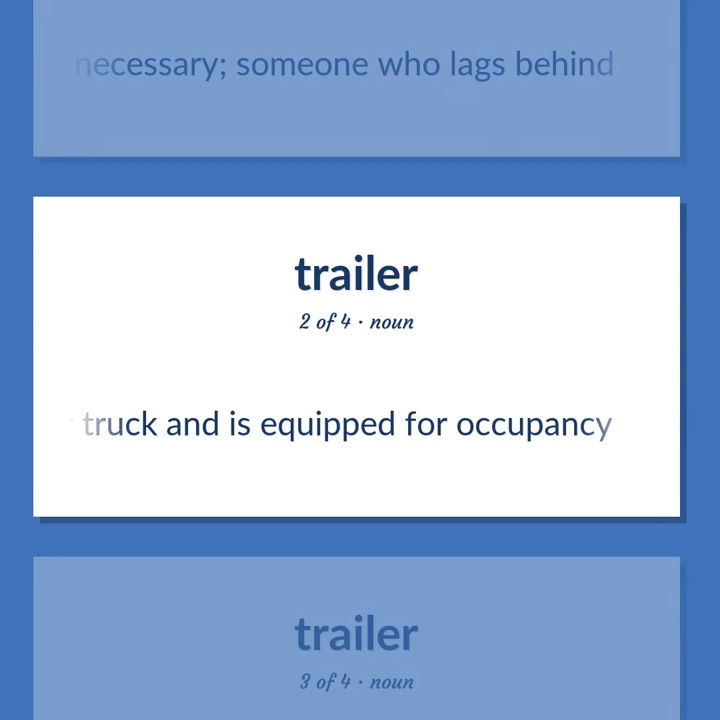 necessary; someone who lags behind
trailer
2 of 4 · noun
truck and is equipped for occupancy
trailer
3 of 4 · noun